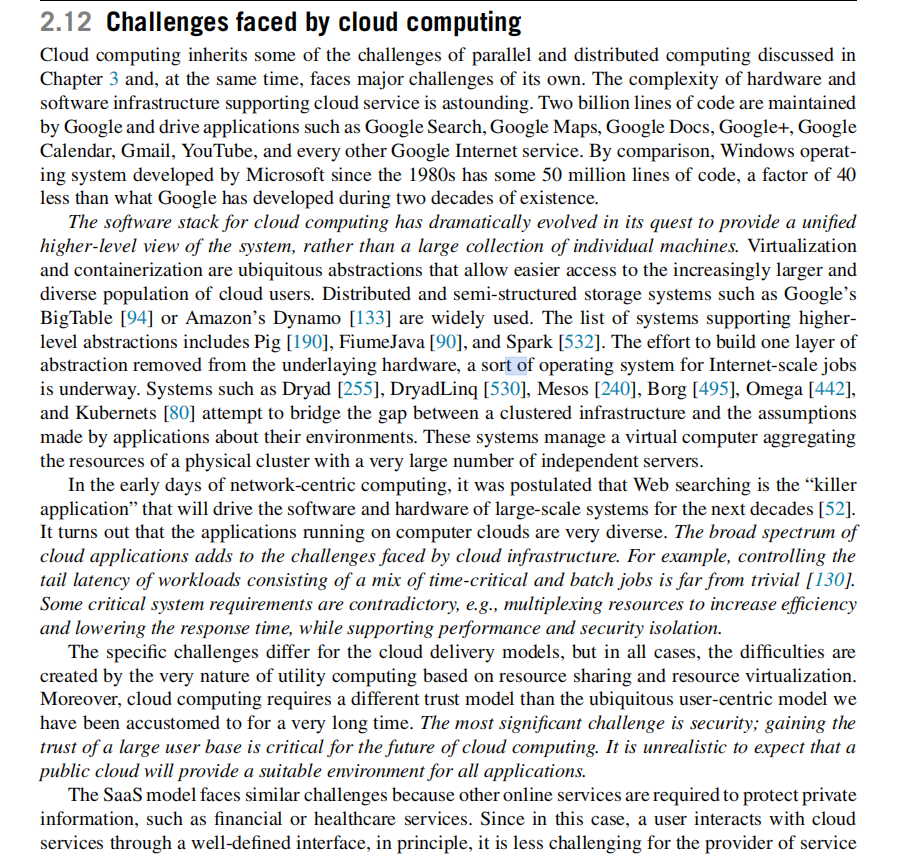 2.12 Challenges faced by cloud computing
Cloud computing inherits some of the challenges of parallel and distributed computing discussed in
Chapter 3 and, at the same time, faces major challenges of its own. The complexity of hardware and
software infrastructure supporting cloud service is astounding. Two billion lines of code are maintained
by Google and drive applications such as Google Search, Google Maps, Google Docs, Google+, Google
Calendar, Gmail, YouTube, and every other Google Internet service. By comparison, Windows operat-
ing system developed by Microsoft since the 1980s has some 50 million lines of code, a factor of 40
less than what Google has developed during two decades of existence.
The software stack for cloud computing has dramatically evolved in its quest to provide a unified
higher-level view of the system, rather than a large collection of individual machines. Virtualization
and containerization are ubiquitous abstractions that allow easier access to the increasingly larger and
diverse population of cloud users. Distributed and semi-structured storage systems such as Google's
BigTable [94] or Amazon's Dynamo [133] are widely used. The list of systems supporting higher-
level abstractions includes Pig [190], FiumeJava [90], and Spark [532]. The effort to build one layer of
abstraction removed from the underlaying hardware, a sort of operating system for Internet-scale jobs
is underway. Systems such as Dryad [255], DryadLinq [530], Mesos [240], Borg [495], Omega [442],
and Kubernets [80] attempt to bridge the gap between a clustered infrastructure and the assumptions
made by applications about their environments. These systems manage a virtual computer aggregating
the resources of a physical cluster with a very large number of independent servers.
In the early days of network-centric computing, it was postulated that Web searching is the “killer
application” that will drive the software and hardware of large-scale systems for the next decades [52].
It turns out that the applications running on computer clouds are very diverse. The broad spectrum of
cloud applications adds to the challenges faced by cloud infrastructure. For example, controlling the
tail latency of workloads consisting of a mix of time-critical and batch jobs is far from trivial [130].
Some critical system requirements are contradictory, e.g., multiplexing resources to increase efficiency
and lowering the response time, while supporting performance and security isolation.
The specific challenges differ for the cloud delivery models, but in all cases, the difficulties are
created by the very nature of utility computing based on resource sharing and resource virtualization.
Moreover, cloud computing requires a different trust model than the ubiquitous user-centric model we
have been accustomed to for a very long time. The most significant challenge is security; gaining the
trust of a large user base is critical for the future of cloud computing. It is unrealistic to expect that a
public cloud will provide a suitable environment for all applications.
The SaaS model faces similar challenges because other online services are required to protect private
information, such as financial or healthcare services. Since in this case, a user interacts with cloud
services through a well-defined interface, in principle, it is less challenging for the provider of service